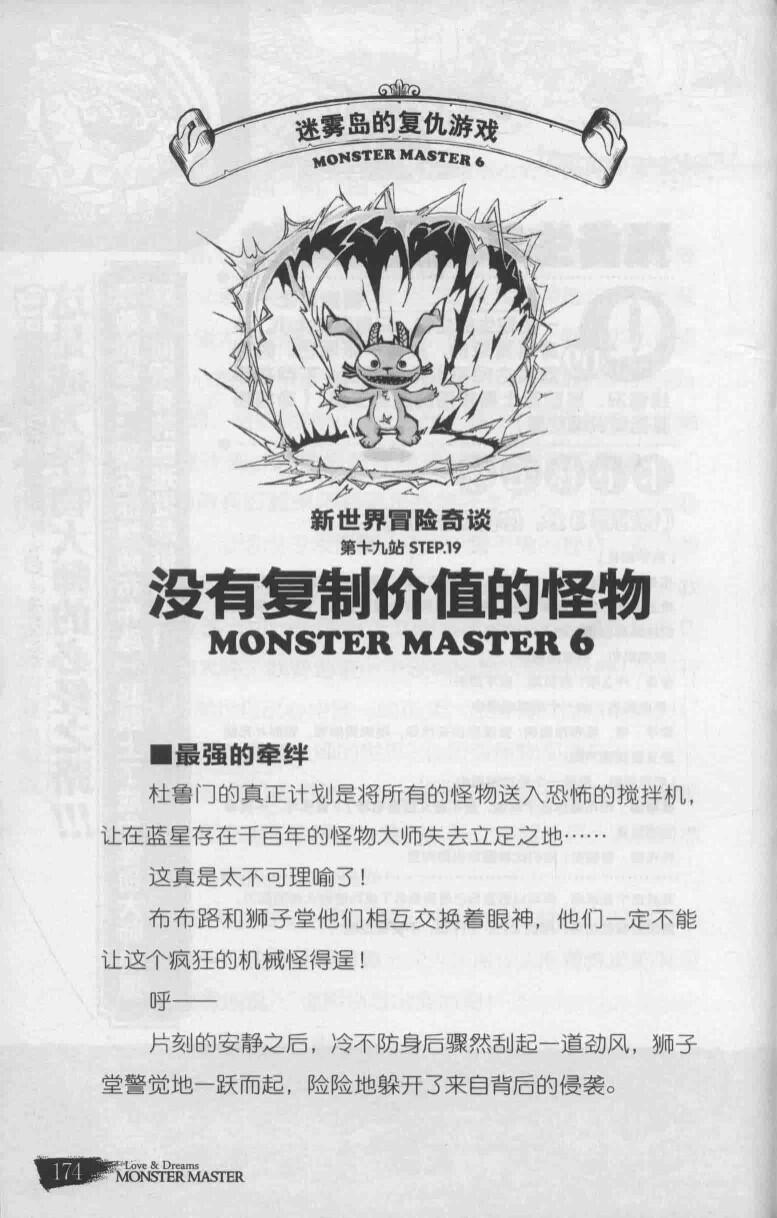 迷雾岛的复仇游戏
MONSTER MASTER 6
新世界冒险奇谈
第十九站 STEP.19
没有复制价值的怪物
MONSTER MASTER 6
■最强的牵绊
杜鲁门的真正计划是将所有的怪物送入恐怖的搅拌机，
让在蓝星存在千百年的怪物大师失去立足之地……
这真是太不可理喻了！
布布路和狮子堂他们相互交换着眼神，他们一定不能
让这个疯狂的机械怪得逞！
呼——
片刻的安静之后，冷不防身后骤然刮起一道劲风，狮子
堂警觉地一跃而起，险险地躲开了来自背后的侵袭。
174
Love & Dreams
MONSTER MASTER